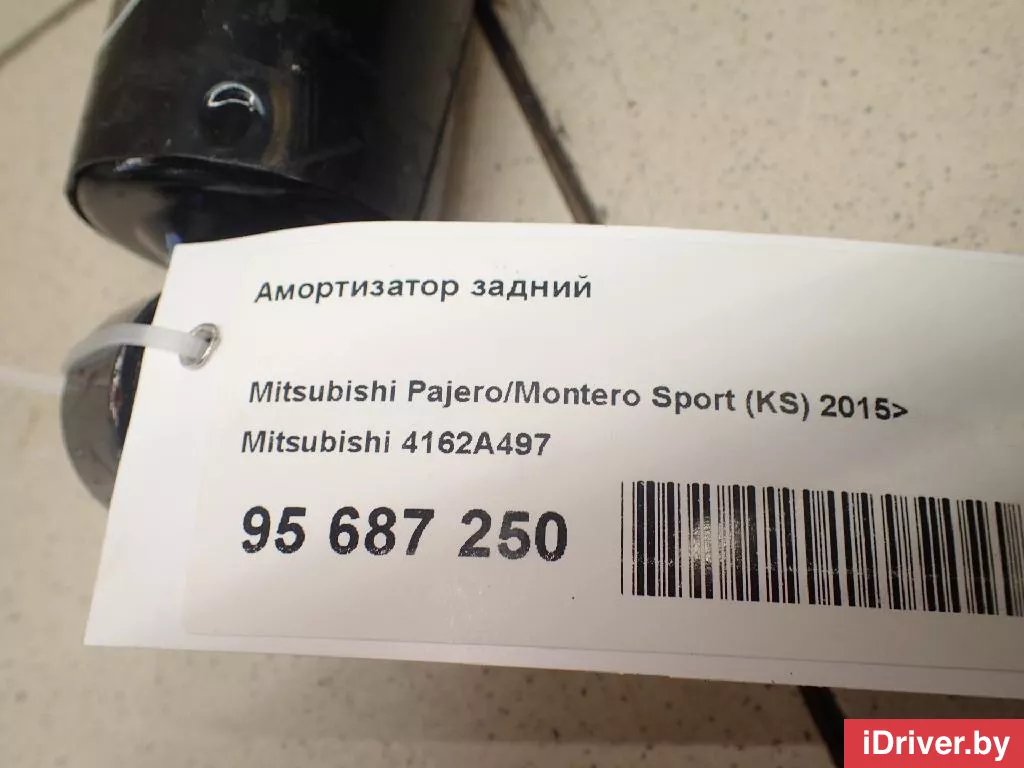 Амортизатор задний
Mitsubishi Pajero/Montero Sport (KS) 2015>
Mitsubishi 4162A497
95 687 250
iDriver.by